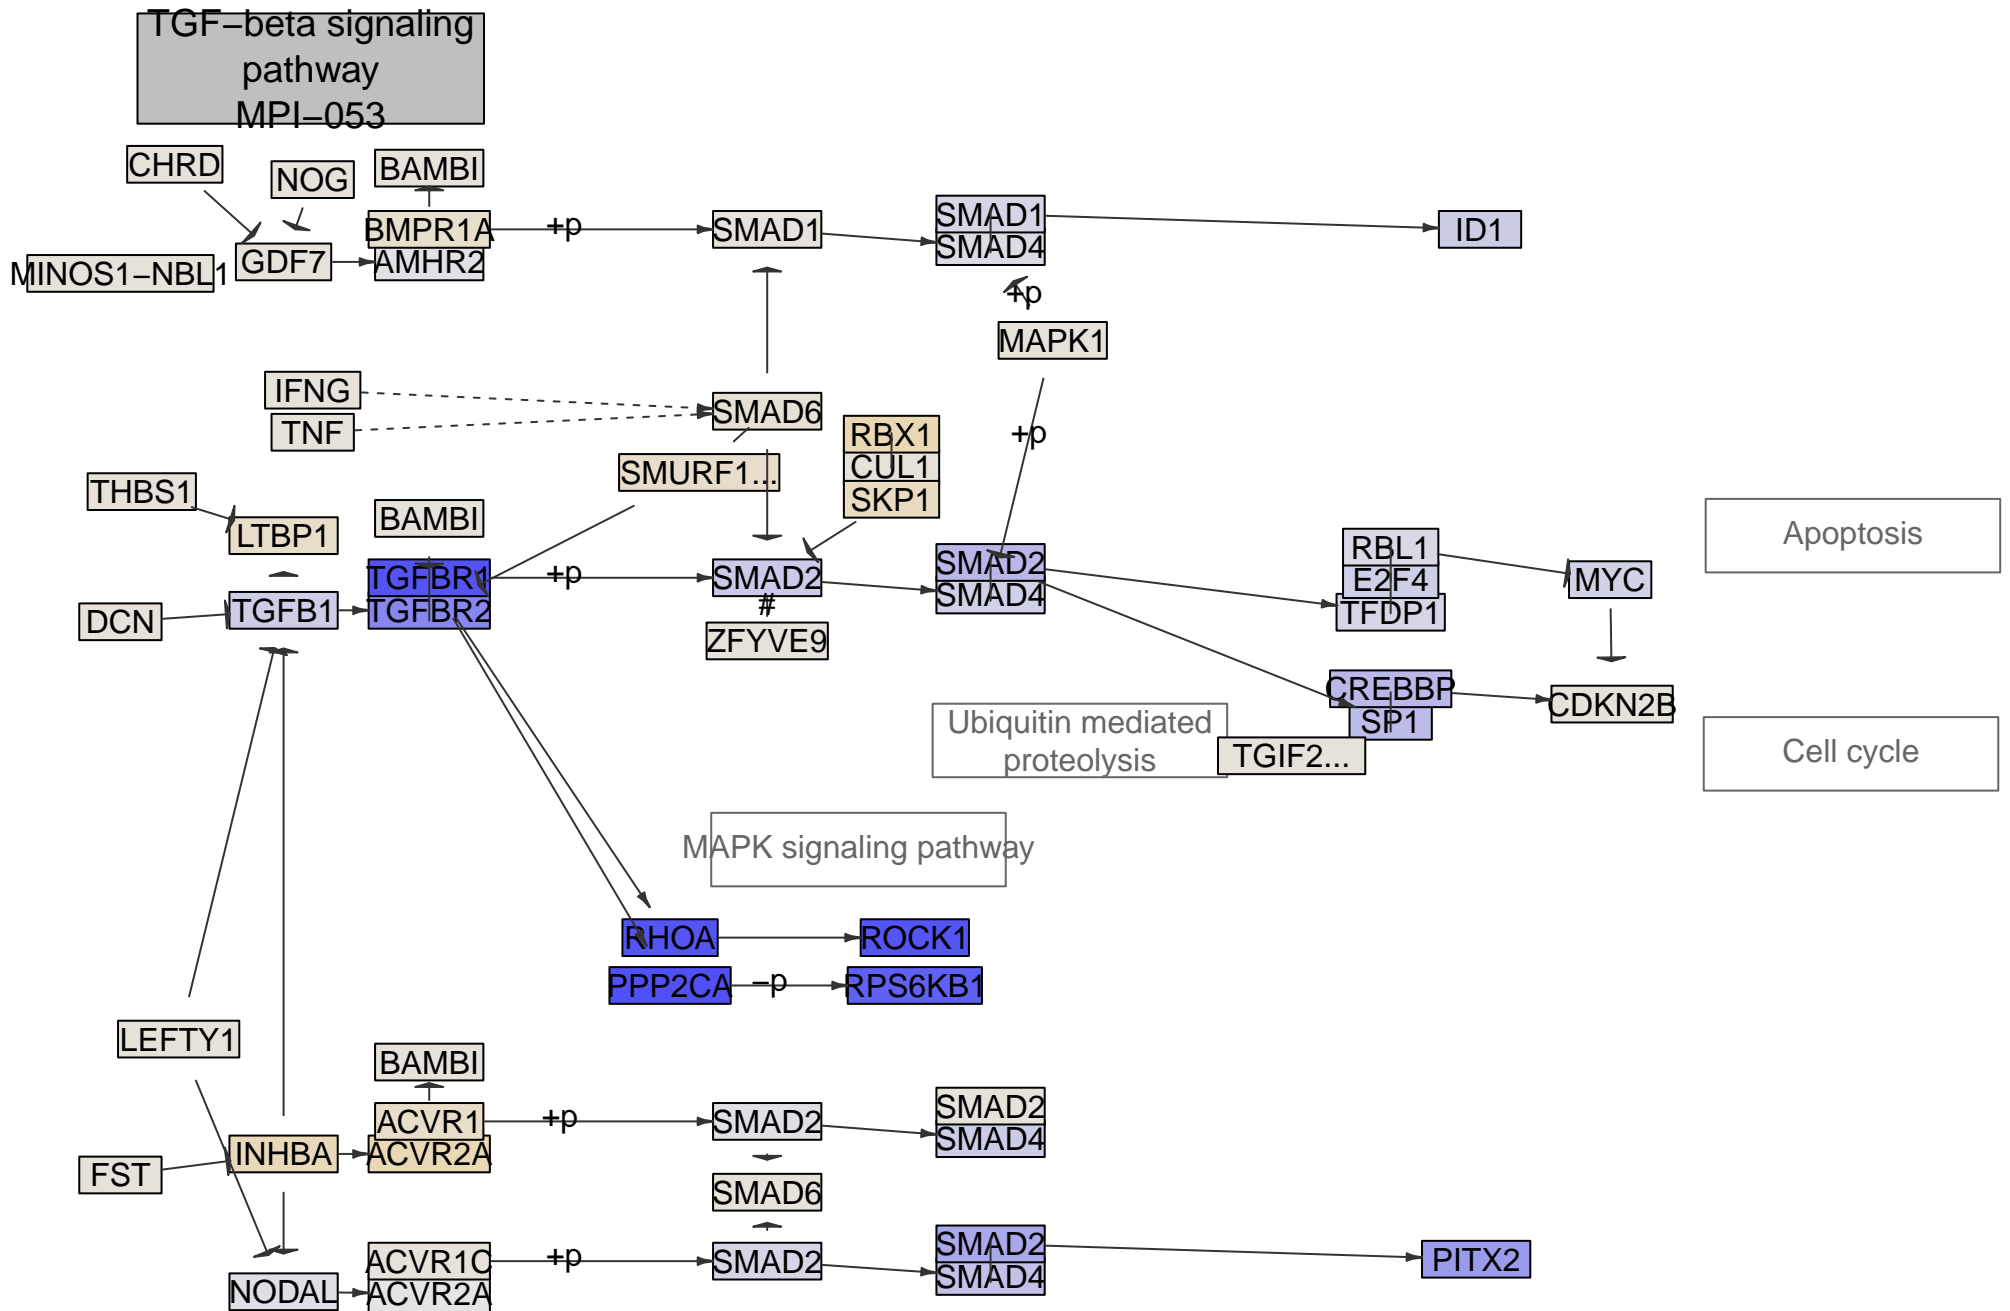 TGF−beta signaling
pathway
MPI−053
CHRD
NOG
BAMBI
BMPR1A
+p
SMAD1
SMAD1
SMAD4
ID1
MINOS1−NBL1
GDF7
AMHR2
+p
MAPK1
IFNG
TNF
SMAD6
RBX1
CUL1
SKP1
+p
SMURF1...
THBS1
LTBP1
BAMBI
TGFBR1
TGFBR2
+p
SMAD2
#
ZFYVE9
SMAD2
SMAD4
RBL1
E2F4
TFDP1
MYC
Apoptosis
DCN
TGFB1
CREBBP
SP1
TGIF2...
CDKN2B
Cell cycle
Ubiquitin mediated
proteolysis
MAPK signaling pathway
RHOA
ROCK1
PPP2CA
−p
RPS6KB1
LEFTY1
BAMBI
ACVR1
ACVR2A
+p
SMAD2
SMAD2
SMAD4
INHBA
FST
SMAD6
ACVR1C
ACVR2A
+p
SMAD2
SMAD2
SMAD4
PITX2
NODAL